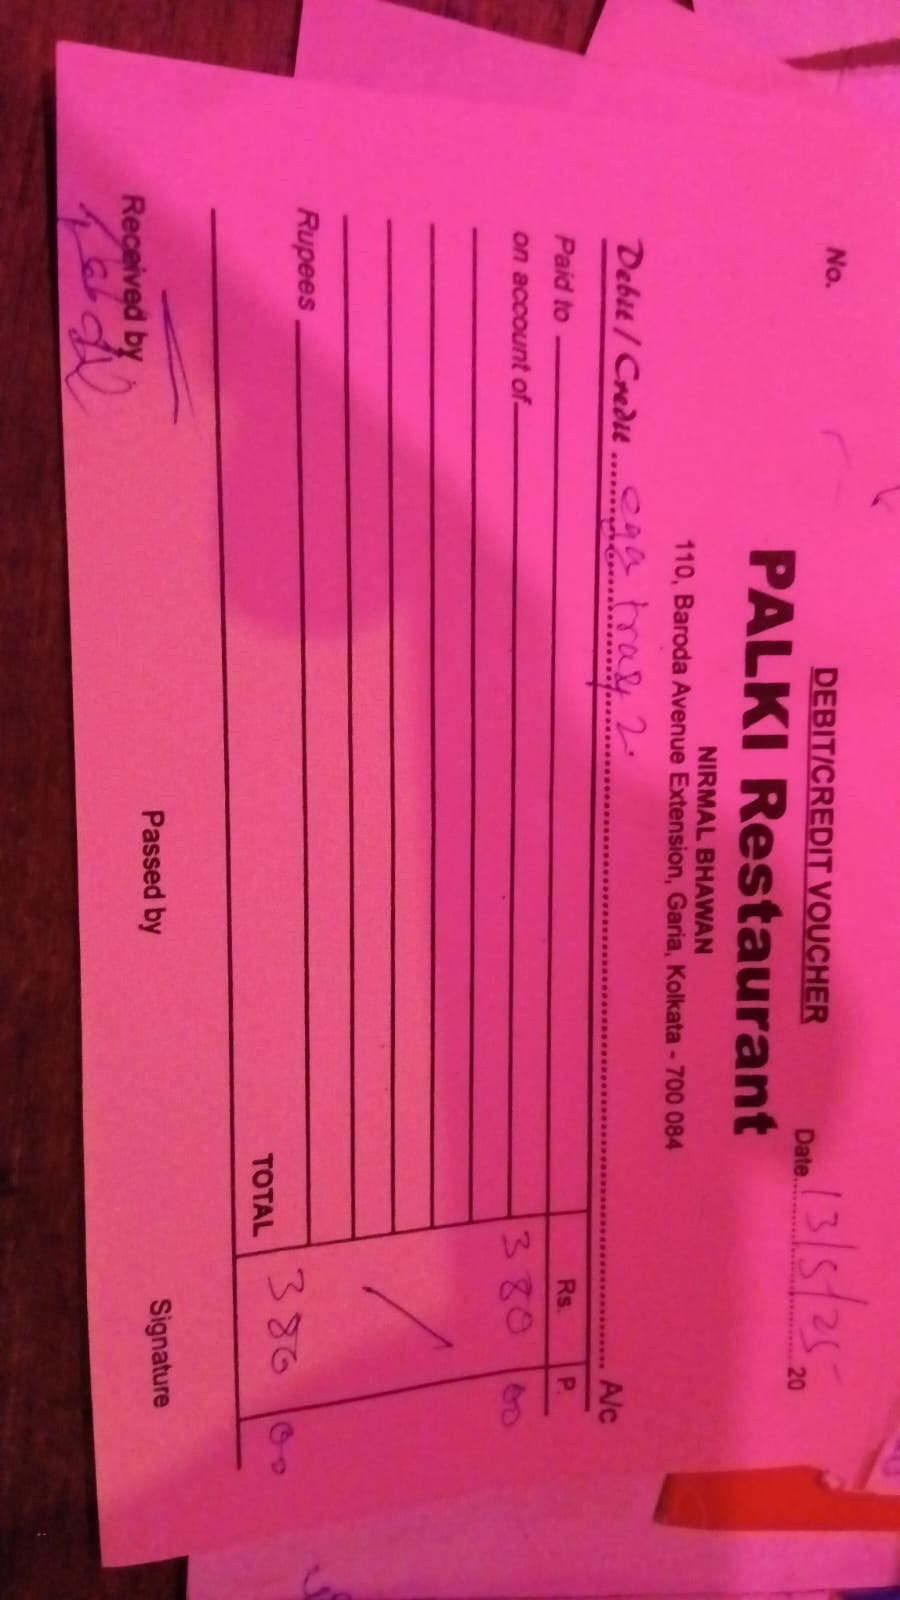 DEBIT/CREDIT VOUCHER
No. Date 13/5/25 20
PALKI Restaurant
NIRMAL BHAWAN
110, Baroda Avenue Extension, Garia, Kolkata - 700 084
Debit / Credit egg tray 2 A/c
Paid to Rs. P.
on account of 380 00
Rupees
TOTAL 380 00
Received by Passed by Signature